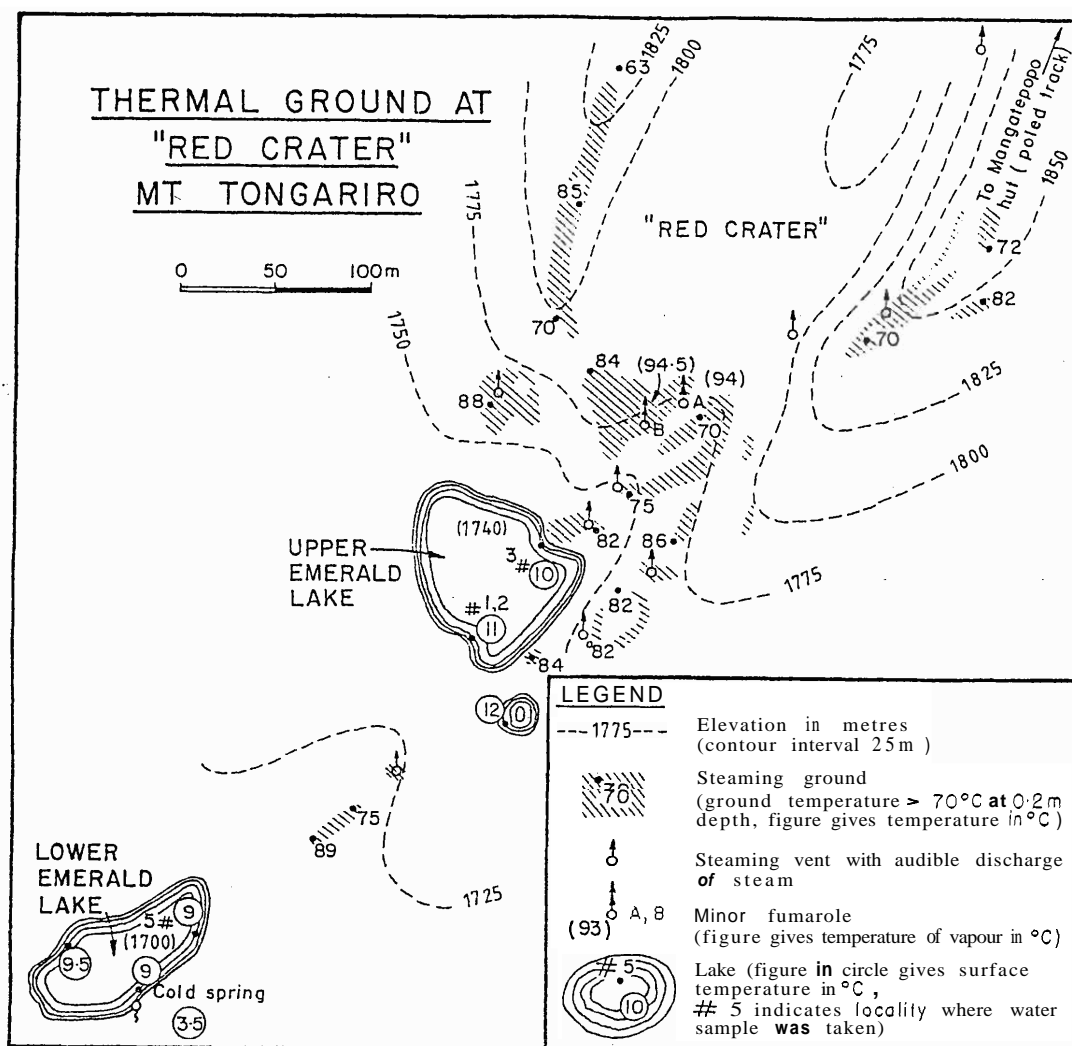 THERMAL GROUND AT
"RED CRATER"
MT TONGARIRO
0 50 100m
1825
1800
1775
63
85
70
1775
1750
"RED CRATER"
To Mangatepopo
hut (poled track)
1850
72
82
70
1825
1800
1775
84
(94·5)
(94)
A
B
70
88
75
82
86
82
82
84
UPPER
EMERALD
LAKE
(1740)
3 #
10
# 1,2
11
12
75
89
1725
LOWER
EMERALD
LAKE
5 #
9
(1700)
9·5
9
Cold spring
3·5
LEGEND
1775 Elevation in metres
(contour interval 25m )
70 Steaming ground
(ground temperature > 70°C at 0·2m
depth, figure gives temperature in °C )
Steaming vent with audible discharge
of steam
A, 8 Minor fumarole
(93) (figure gives temperature of vapour in °C)
# 5 Lake (figure in circle gives surface
10 temperature in °C ,
# 5 indicates locality where water
sample was taken)